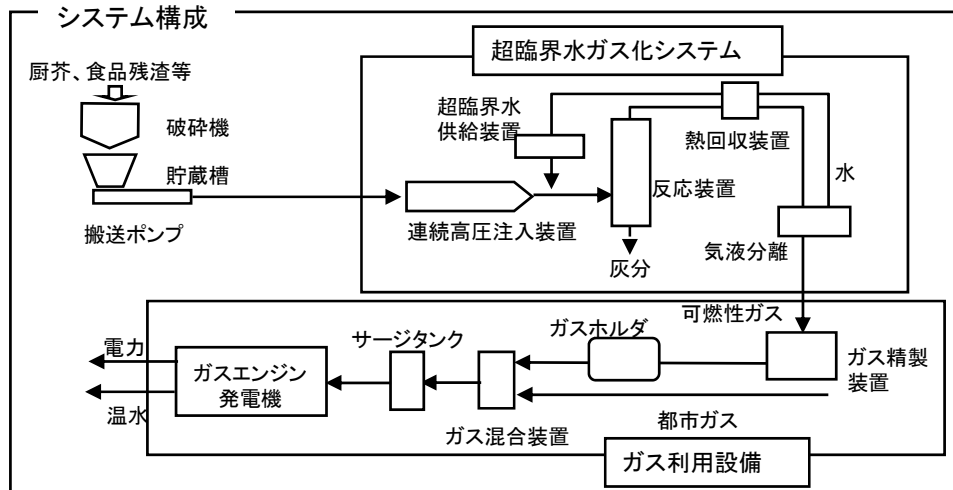 システム構成
超臨界水ガス化システム
厨芥、食品残渣等
破砕機
貯蔵槽
搬送ポンプ
超臨界水
供給装置
熱回収装置
水
反応装置
連続高圧注入装置
灰分
気液分離
可燃性ガス
ガスホルダ
サージタンク
ガス精製
装置
電力
ガスエンジン
発電機
温水
都市ガス
ガス混合装置
ガス利用設備